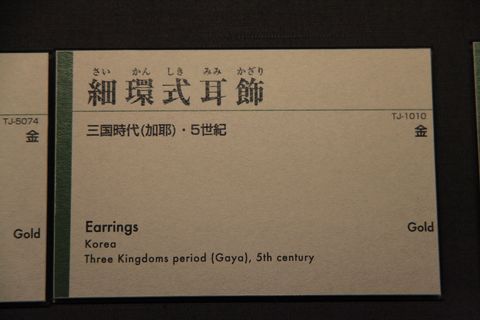 TJ-5074
金
Gold
さい かん しき みみ かざり
細環式耳飾
TJ-1010
三国時代(加耶)・5世紀
金
Earrings
Gold
Korea
Three Kingdoms period (Gaya), 5th century